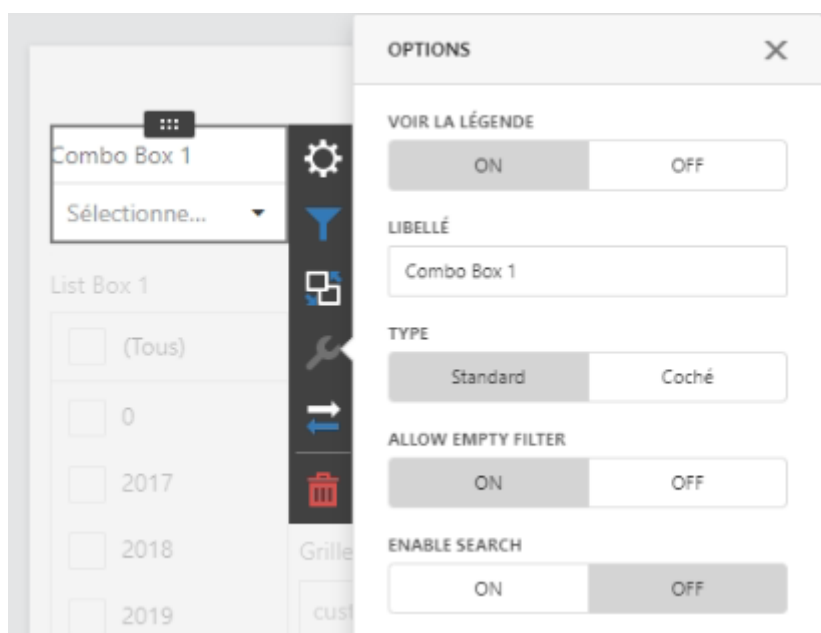 OPTIONS
VOIR LA LÉGENDE
ON OFF
LIBELLÉ
Combo Box 1
TYPE
Standard Coché
ALLOW EMPTY FILTER
ON OFF
ENABLE SEARCH
ON OFF
Combo Box 1
Sélectionne...
List Box 1
(Tous)
0
2017
2018
2019
Grille
cust